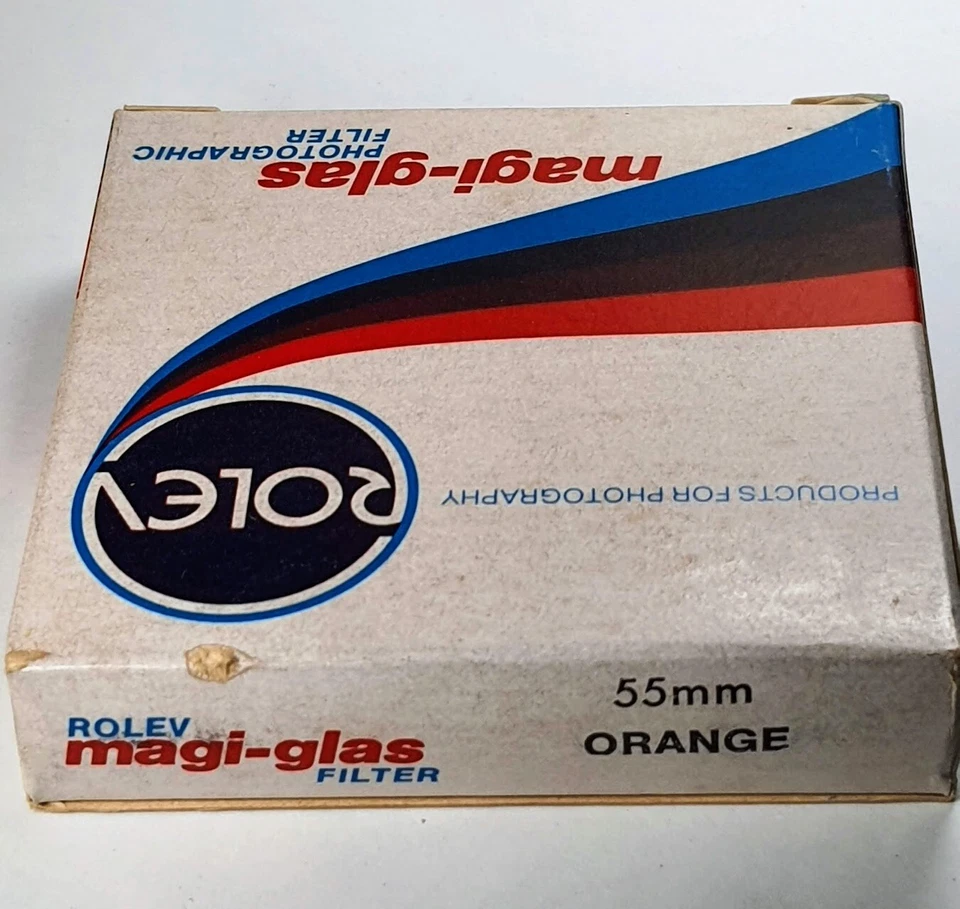 magi-glas
PHOTOGRAPHIC
FILTER
PRODUCTS FOR PHOTOGRAPHY
ROLEV
ROLEV
magi-glas
FILTER
55mm
ORANGE